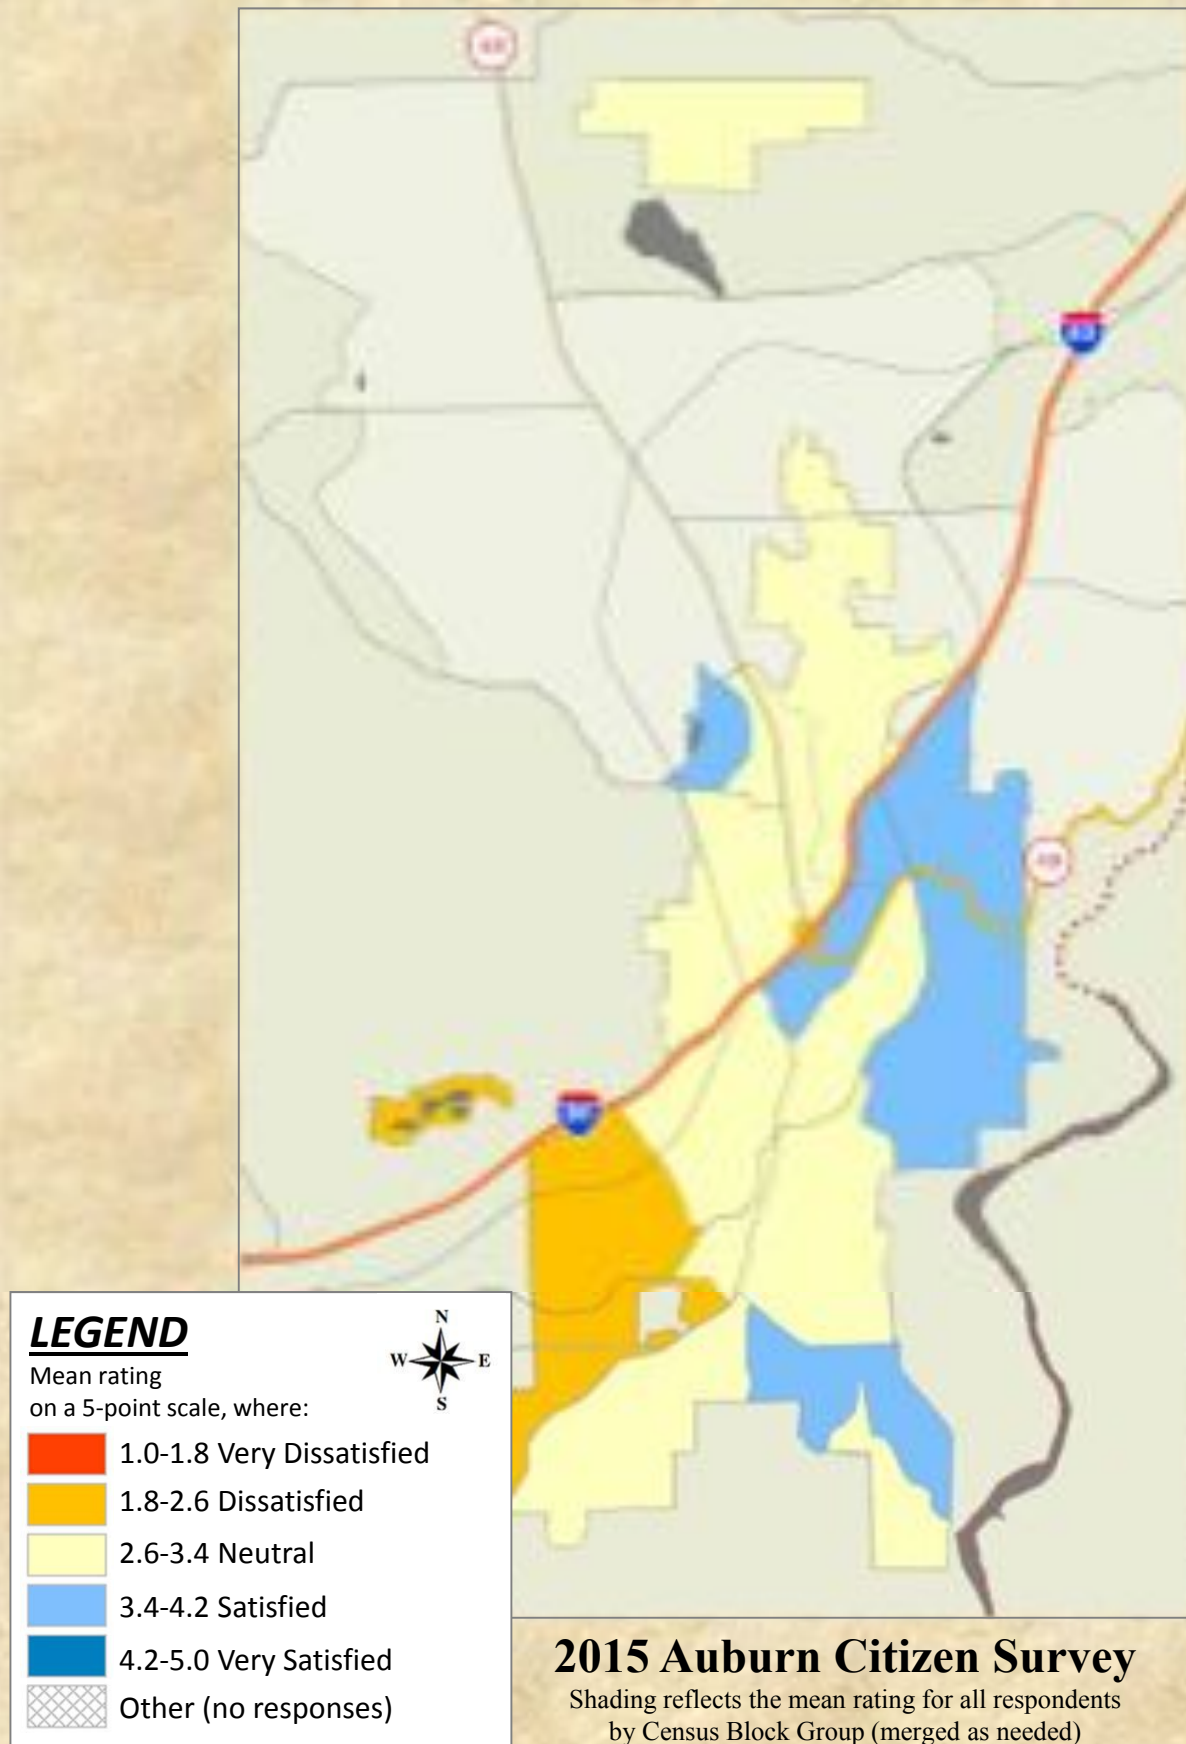 LEGEND
Mean rating
on a 5-point scale, where:
N
W
E
S
1.0-1.8 Very Dissatisfied
1.8-2.6 Dissatisfied
2.6-3.4 Neutral
3.4-4.2 Satisfied
4.2-5.0 Very Satisfied
Other (no responses)
2015 Auburn Citizen Survey
Shading reflects the mean rating for all respondents
by Census Block Group (merged as needed)